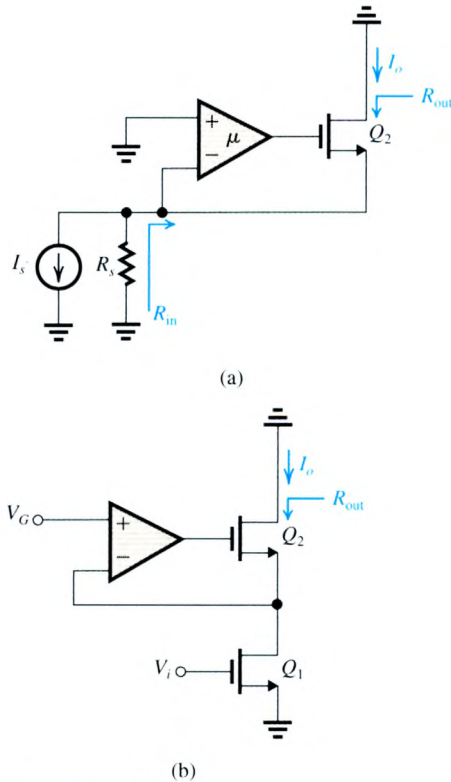 I_o
R_out
+
μ
−
Q_2
I_s
R_s
R_in
(a)
I_o
R_out
V_G
+
−
Q_2
V_i
Q_1
(b)